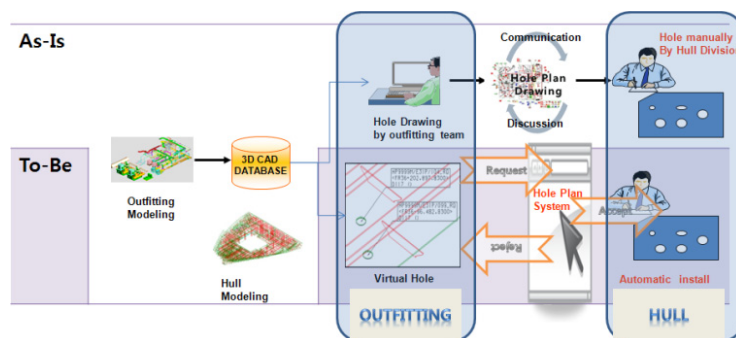 As-Is
Communication
Hole Plan
Drawing
Discussion
Hole manually
By Hull Division
Hole Drawing
by outfitting team
To-Be
3D CAD
DATABASE
Outfitting
Modeling
Hull
Modeling
Virtual Hole
Request
Hole Plan
System
Accept
Reject
Automatic install
OUTFITTING
HULL